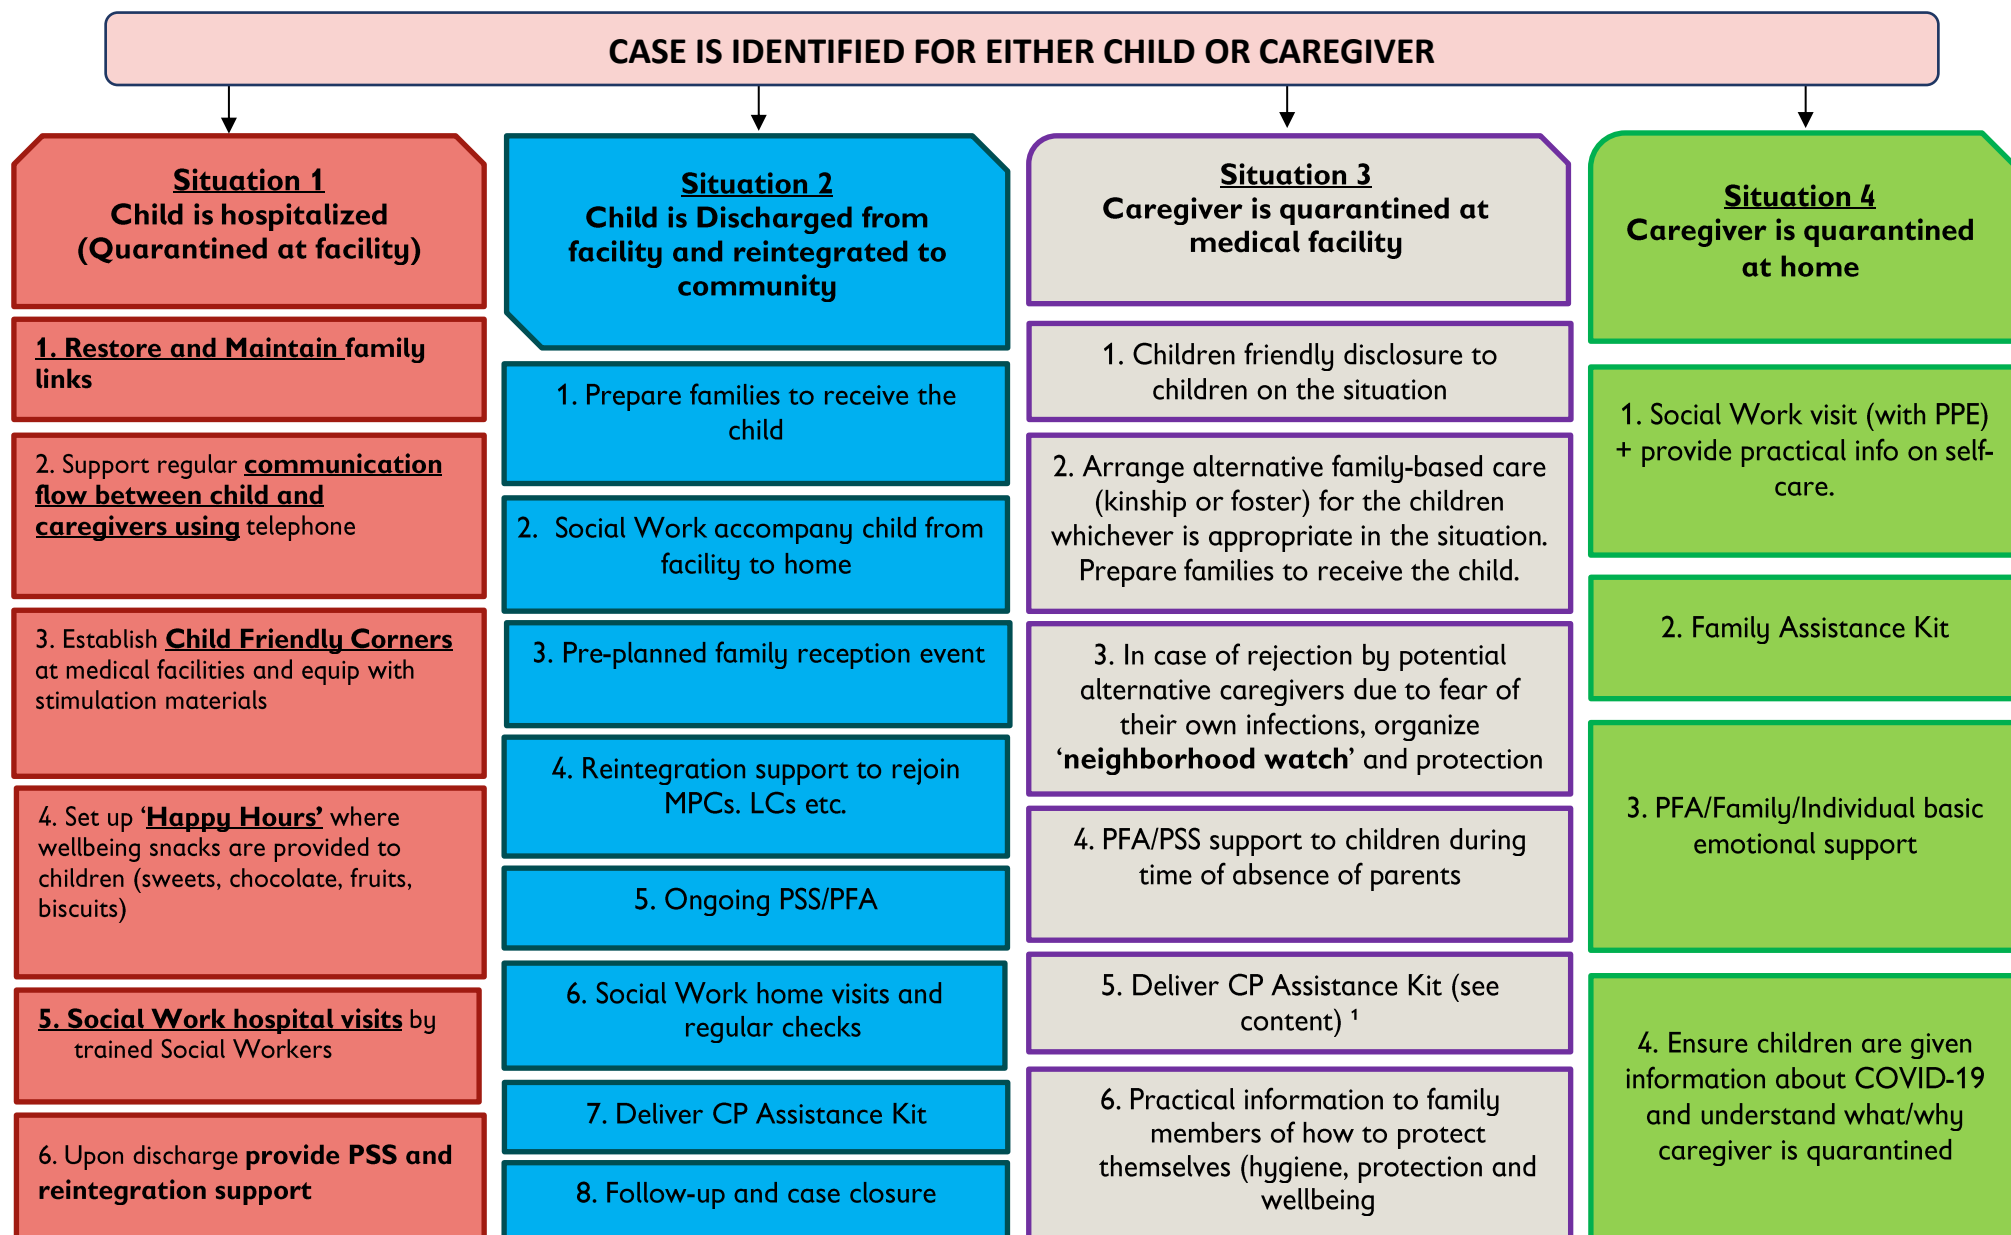 CASE IS IDENTIFIED FOR EITHER CHILD OR CAREGIVER
Situation 1
Child is hospitalized
(Quarantined at facility)
1. Restore and Maintain family
links
2. Support regular communication
flow between child and
caregivers using telephone
3. Establish Child Friendly Corners
at medical facilities and equip with
stimulation materials
4. Set up ‘Happy Hours’ where
wellbeing snacks are provided to
children (sweets, chocolate, fruits,
biscuits)
5. Social Work hospital visits by
trained Social Workers
6. Upon discharge provide PSS and
reintegration support
Situation 2
Child is Discharged from
facility and reintegrated to
community
1. Prepare families to receive the
child
2. Social Work accompany child from
facility to home
3. Pre-planned family reception event
4. Reintegration support to rejoin
MPCs. LCs etc.
5. Ongoing PSS/PFA
6. Social Work home visits and
regular checks
7. Deliver CP Assistance Kit
8. Follow-up and case closure
Situation 3
Caregiver is quarantined at
medical facility
1. Children friendly disclosure to
children on the situation
2. Arrange alternative family-based care
(kinship or foster) for the children
whichever is appropriate in the situation.
Prepare families to receive the child.
3. In case of rejection by potential
alternative caregivers due to fear of
their own infections, organize
‘neighborhood watch’ and protection
4. PFA/PSS support to children during
time of absence of parents
5. Deliver CP Assistance Kit (see
content) ¹
6. Practical information to family
members of how to protect
themselves (hygiene, protection and
wellbeing
Situation 4
Caregiver is quarantined
at home
1. Social Work visit (with PPE)
+ provide practical info on self-
care.
2. Family Assistance Kit
3. PFA/Family/Individual basic
emotional support
4. Ensure children are given
information about COVID-19
and understand what/why
caregiver is quarantined